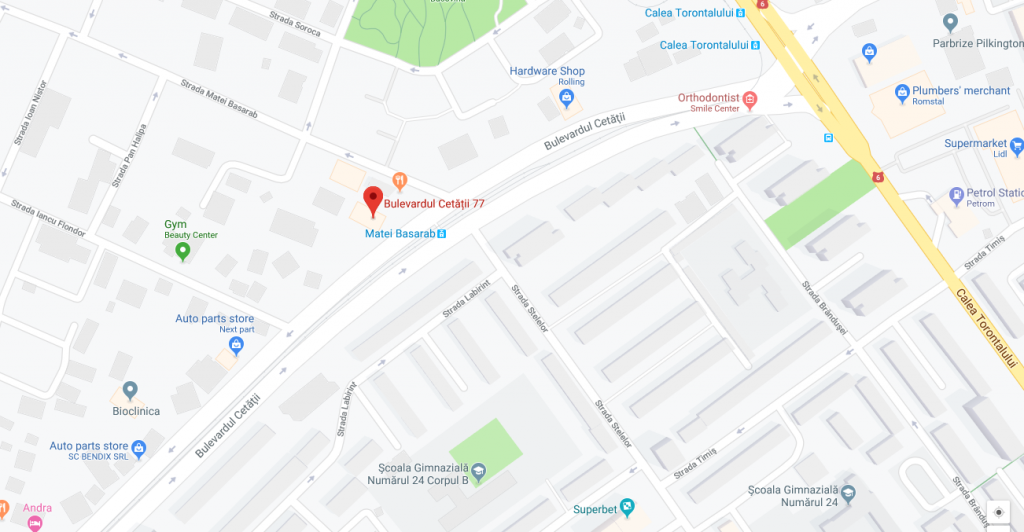 Calea Torontalului
6
Strada Soroca
Calea Torontalului
Parbrize Pilkington
Hardware Shop
Rolling
Strada Ioan Nistor
Strada Matei Basarab
Orthodontist
Smile Center
Plumbers' merchant
Romstal
Bulevardul Cetății
Strada Pan Halipa
Supermarket
Lidl
6
Petrol Static
Petrom
Strada Iancu Flondor
Bulevardul Cetății 77
Matei Basarab
Gym
Beauty Center
Strada Timiș
Strada Labirint
Strada Stelelor
Strada Brândușei
Calea Torontalului
Auto parts store
Next part
Bioclinica
Bulevardul Cetății
Strada Labirint
Strada Stelelor
Auto parts store
SC BENDIX SRL
Școala Gimnazială
Numărul 24 Corpul B
Strada Timiș
Școala Gimnazială
Numărul 24
Strada Brândușei
Andra
Superbet